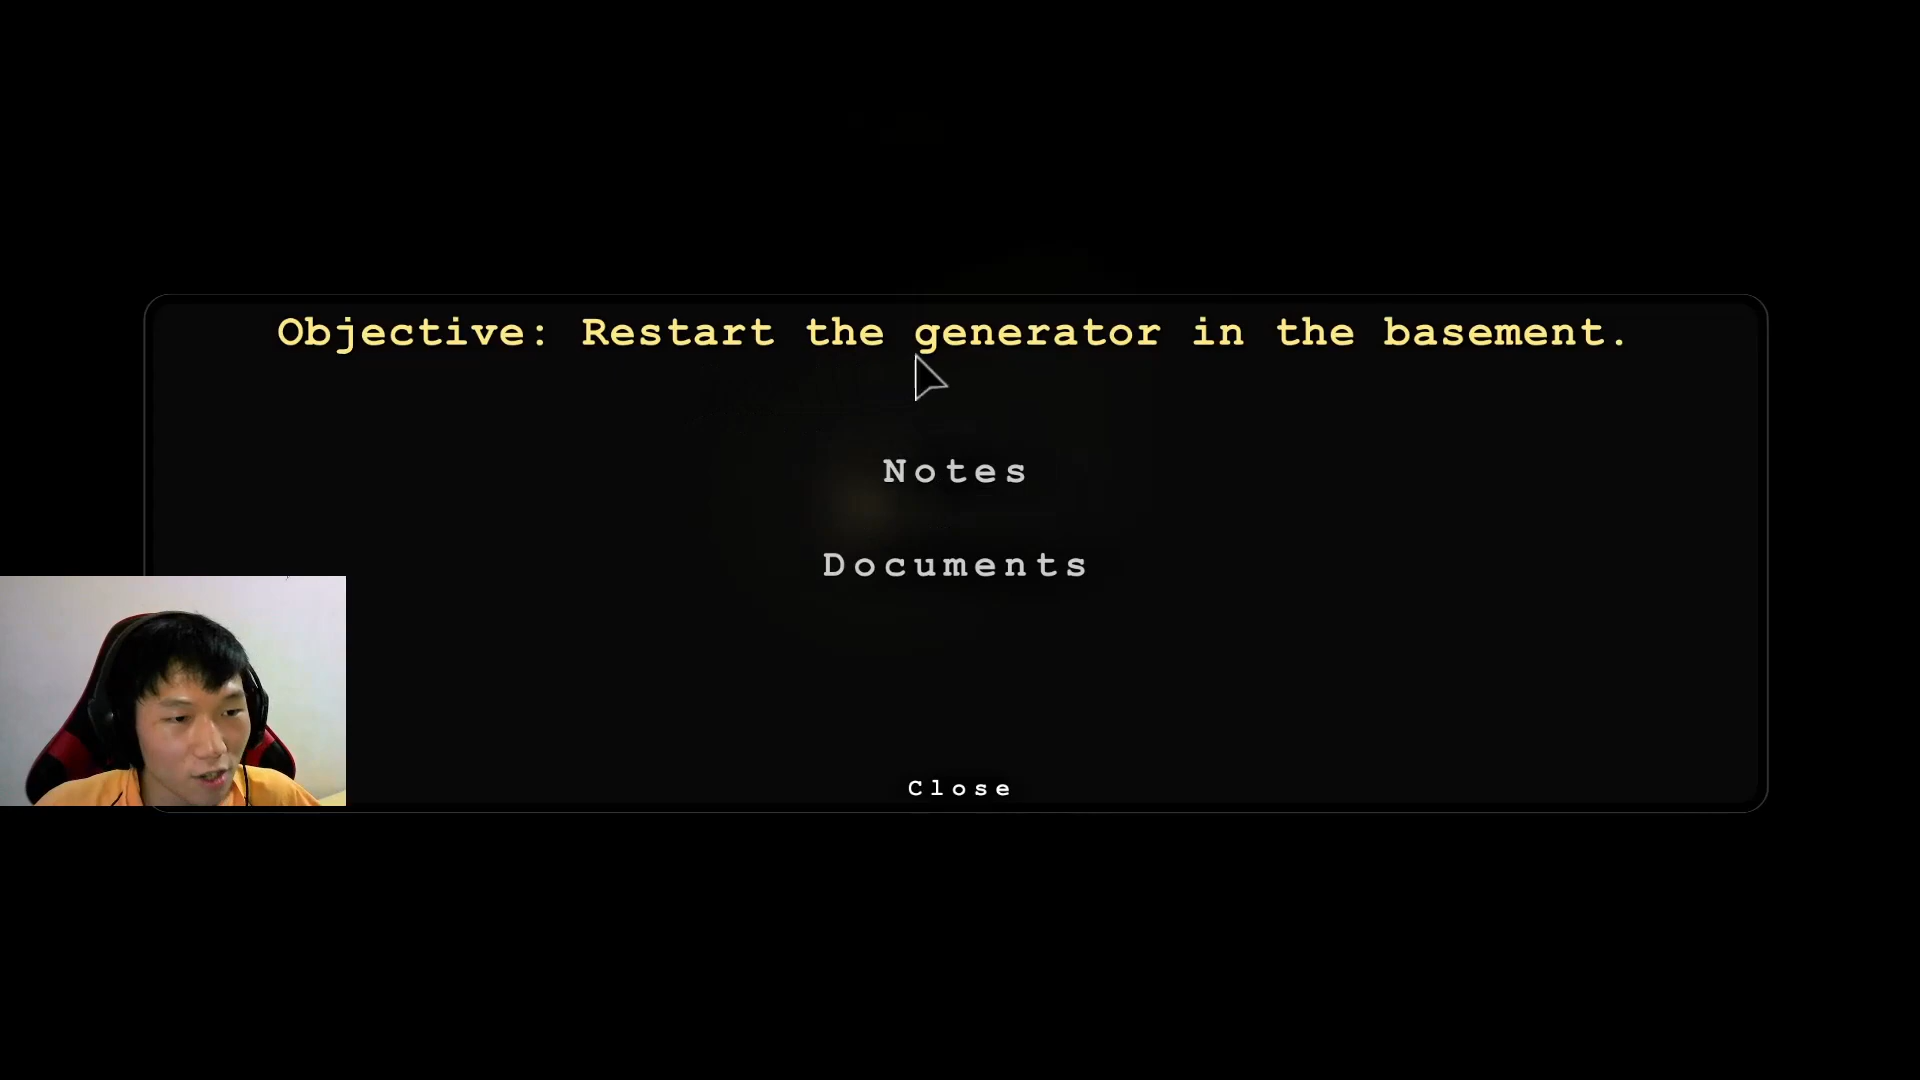 Objective: Restart the generator in the basement.
Notes
Documents
Close